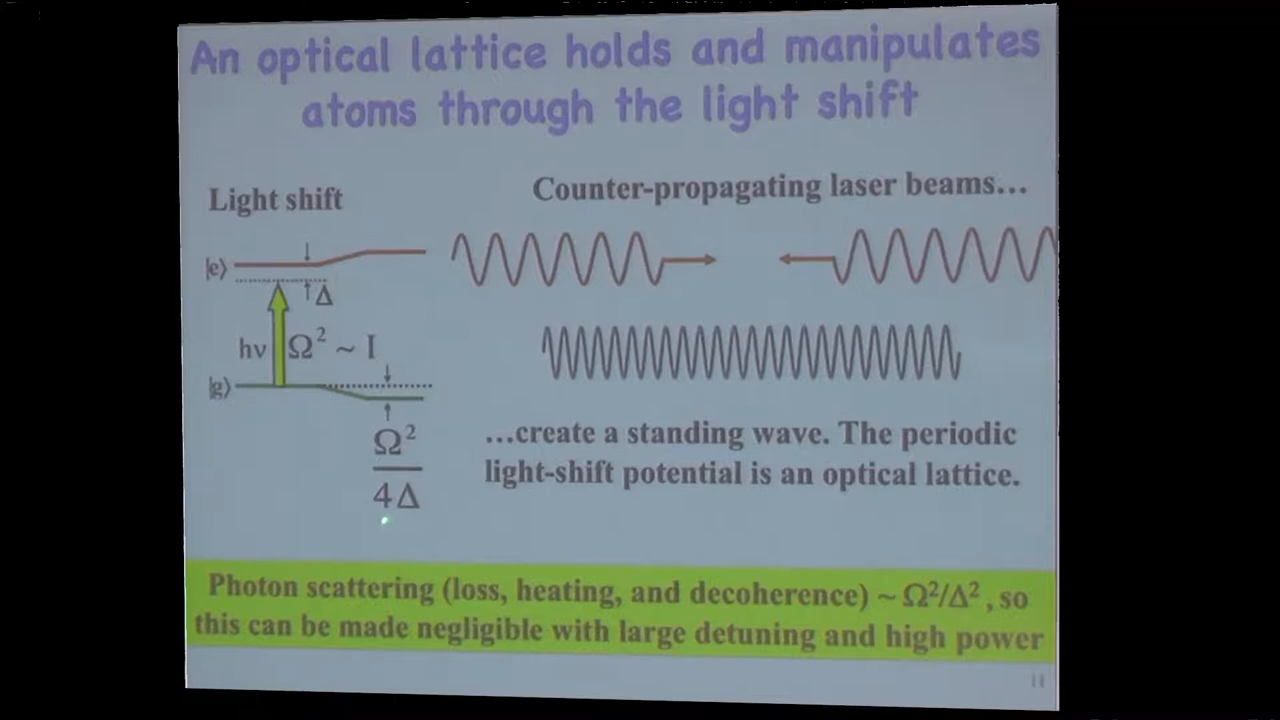 An optical lattice holds and manipulates
atoms through the light shift
Light shift
Counter-propagating laser beams...
|e⟩
Δ
hν
Ω² ~ I
|g⟩
Ω²
4Δ
...create a standing wave. The periodic
light-shift potential is an optical lattice.
Photon scattering (loss, heating, and decoherence) ~ Ω²/Δ², so
this can be made negligible with large detuning and high power